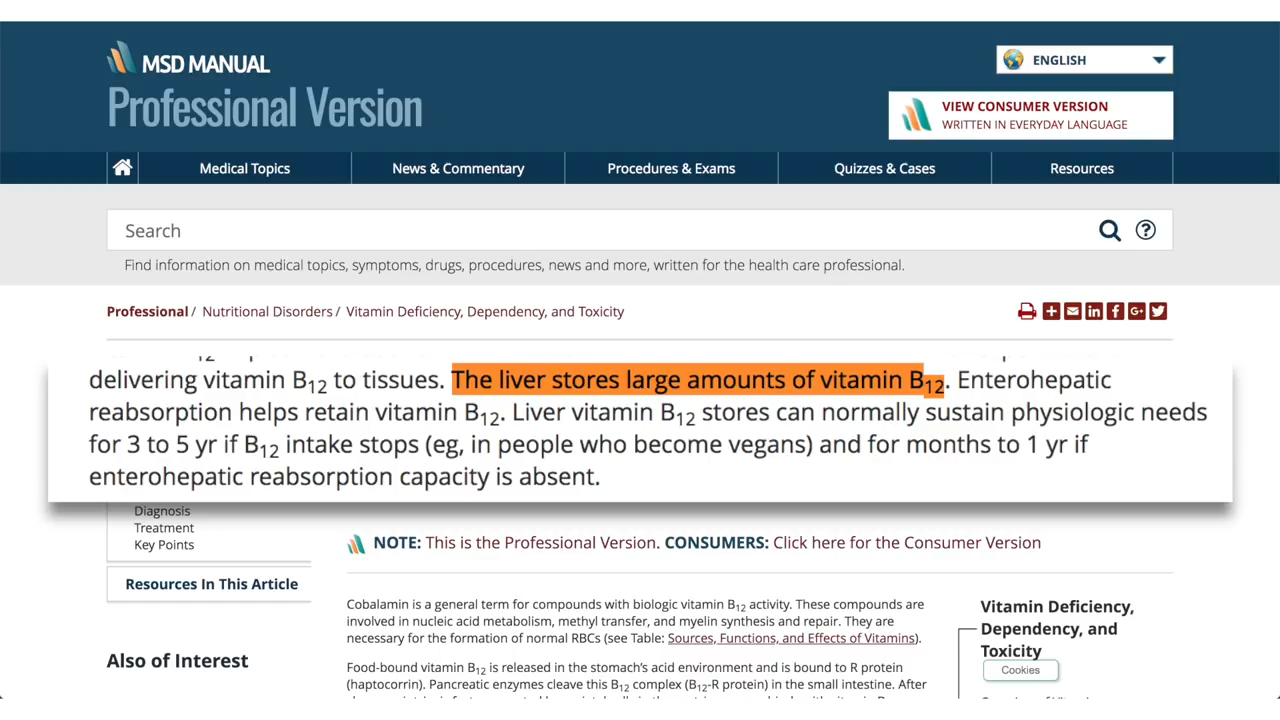 MSD MANUAL
Professional Version
ENGLISH
VIEW CONSUMER VERSION
WRITTEN IN EVERYDAY LANGUAGE
Medical Topics
News & Commentary
Procedures & Exams
Quizzes & Cases
Resources
Search
Find information on medical topics, symptoms, drugs, procedures, news and more, written for the health care professional.
Professional / Nutritional Disorders / Vitamin Deficiency, Dependency, and Toxicity
delivering vitamin B12 to tissues. The liver stores large amounts of vitamin B12. Enterohepatic
reabsorption helps retain vitamin B12. Liver vitamin B12 stores can normally sustain physiologic needs
for 3 to 5 yr if B12 intake stops (eg, in people who become vegans) and for months to 1 yr if
enterohepatic reabsorption capacity is absent.
Diagnosis
Treatment
Key Points
Resources In This Article
Also of Interest
NOTE: This is the Professional Version. CONSUMERS: Click here for the Consumer Version
Cobalamin is a general term for compounds with biologic vitamin B12 activity. These compounds are
involved in nucleic acid metabolism, methyl transfer, and myelin synthesis and repair. They are
necessary for the formation of normal RBCs (see Table: Sources, Functions, and Effects of Vitamins).
Food-bound vitamin B12 is released in the stomach's acid environment and is bound to R protein
(haptocorrin). Pancreatic enzymes cleave this B12 complex (B12-R protein) in the small intestine. After
Vitamin Deficiency,
Dependency, and
Toxicity
Cookies